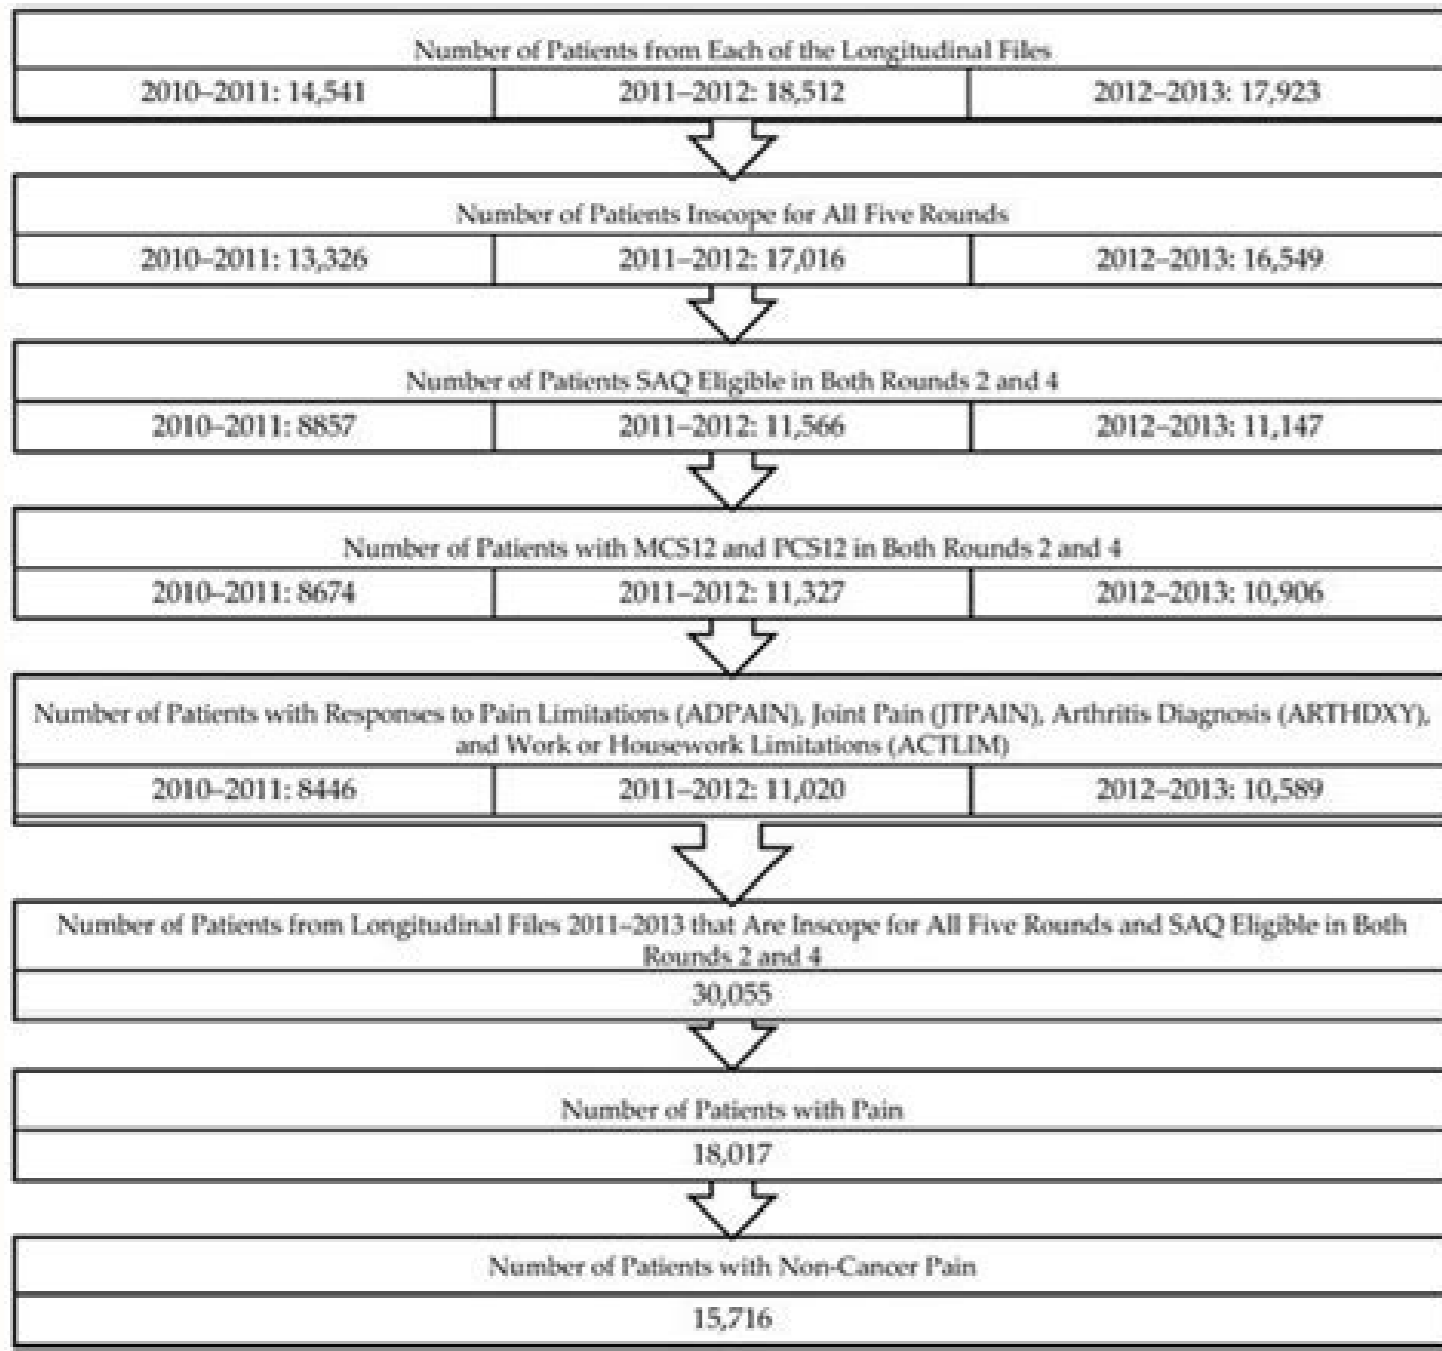 Number of Patients from Each of the Longitudinal Files
2010–2011: 14,541
2011–2012: 18,512
2012–2013: 17,923
Number of Patients Inscope for All Five Rounds
2010–2011: 13,326
2011–2012: 17,016
2012–2013: 16,549
Number of Patients SAQ Eligible in Both Rounds 2 and 4
2010–2011: 8857
2011–2012: 11,566
2012–2013: 11,147
Number of Patients with MCS12 and PCS12 in Both Rounds 2 and 4
2010–2011: 8674
2011–2012: 11,327
2012–2013: 10,906
Number of Patients with Responses to Pain Limitations (ADPAIN), Joint Pain (JTPAIN), Arthritis Diagnosis (ARTHDXY),
and Work or Housework Limitations (ACTLIM)
2010–2011: 8446
2011–2012: 11,020
2012–2013: 10,589
Number of Patients from Longitudinal Files 2011–2013 that Are Inscope for All Five Rounds and SAQ Eligible in Both
Rounds 2 and 4
30,055
Number of Patients with Pain
18,017
Number of Patients with Non-Cancer Pain
15,716